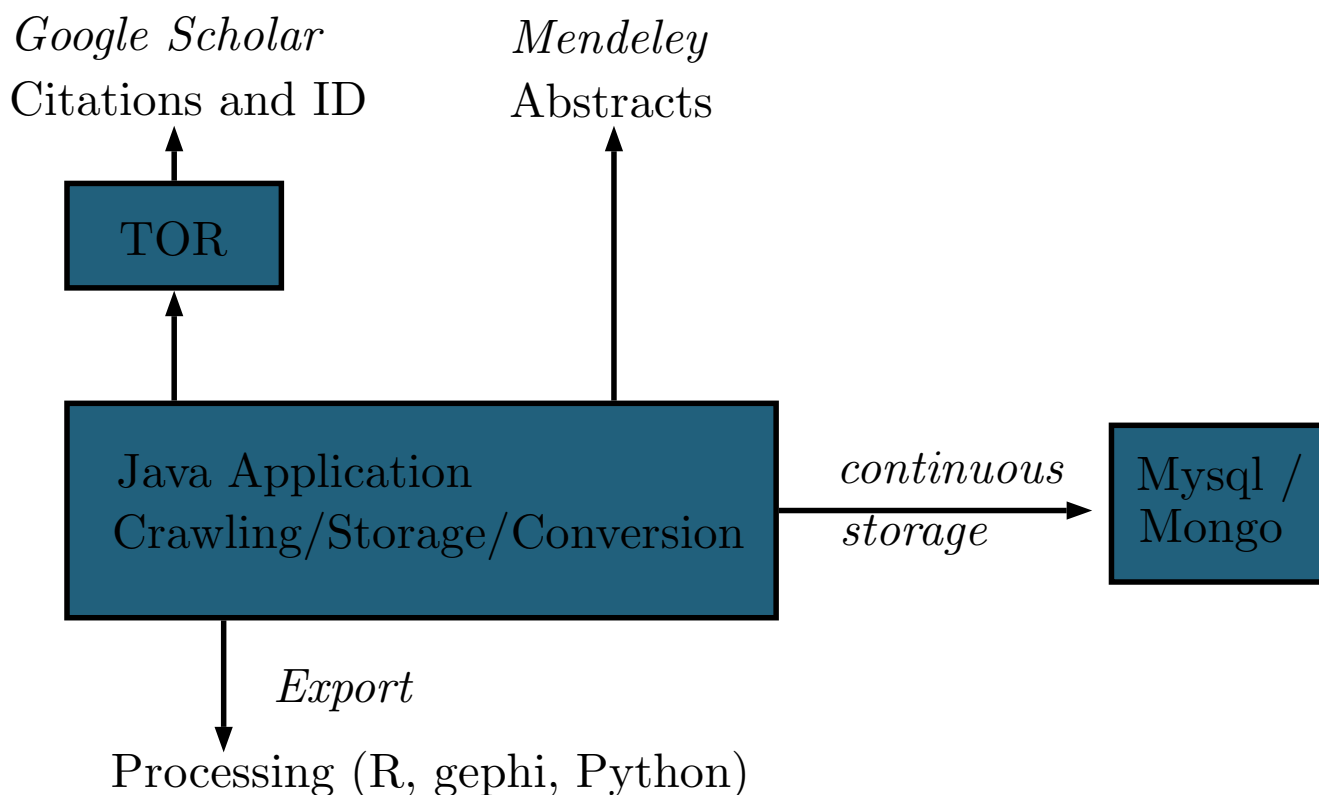 Google Scholar
Citations and ID
Mendeley
Abstracts
TOR
Java Application
Crawling/Storage/Conversion
continuous
storage
Mysql /
Mongo
Export
Processing (R, gephi, Python)